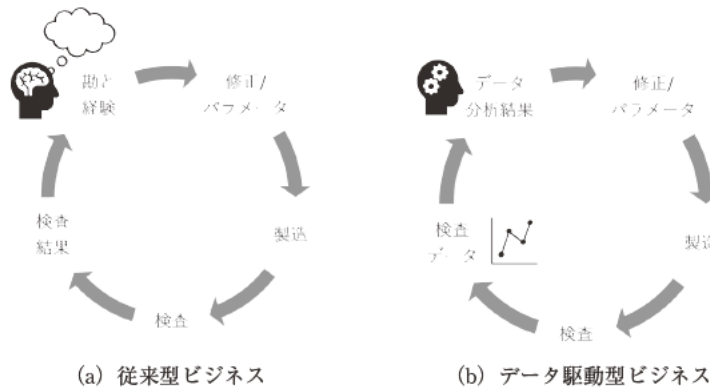 勘と
経験
修正/
パラメータ
製造
検査
検査
結果
(a) 従来型ビジネス
データ
分析結果
修正/
パラメータ
製造
検査
検査
データ
(b) データ駆動型ビジネス